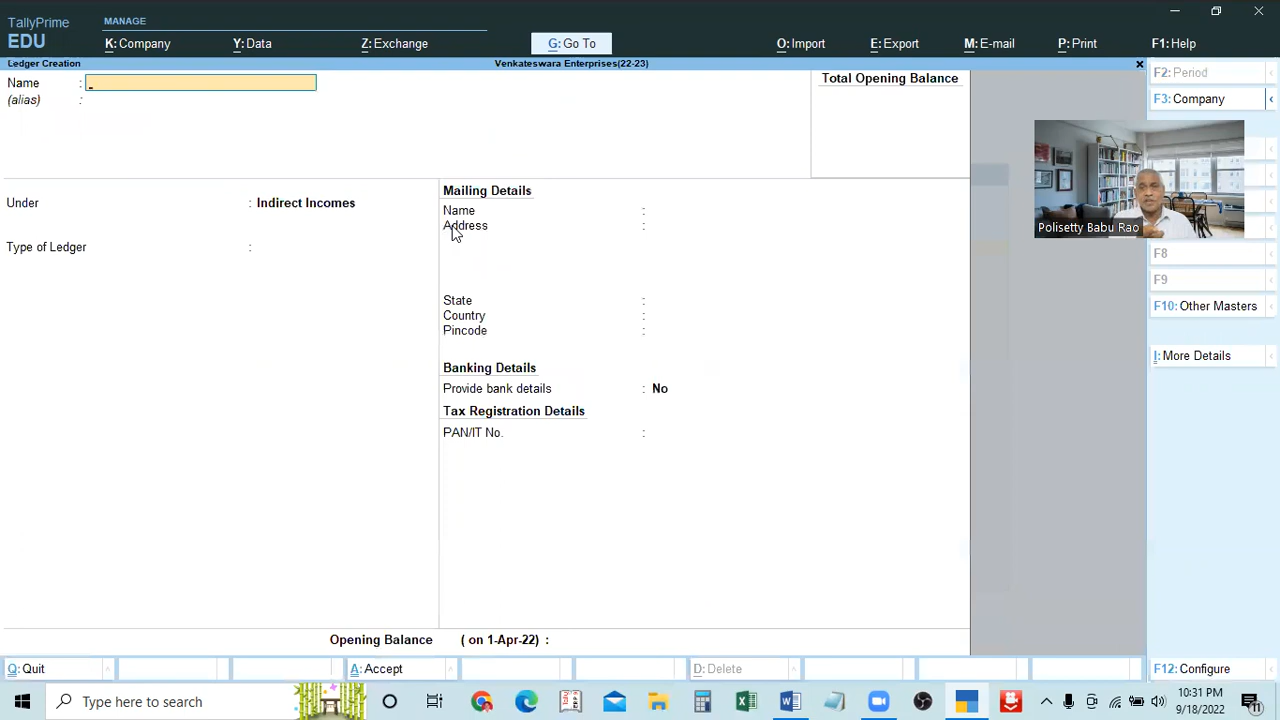 TallyPrime
EDU
MANAGE
K: Company
Y: Data
Z: Exchange
G: Go To
O: Import
E: Export
M: E-mail
P: Print
F1: Help
Ledger Creation
Venkateswara Enterprises(22-23)
Name :
(alias) :
Total Opening Balance
F2: Period
F3: Company
Under : Indirect Incomes
Type of Ledger :
Mailing Details
Name :
Address :
State :
Country :
Pincode :
Banking Details
Provide bank details : No
Tax Registration Details
PAN/IT No. :
Polisetty Babu Rao
F8
F9
F10: Other Masters
I: More Details
Opening Balance ( on 1-Apr-22) :
Q: Quit
A: Accept
D: Delete
F12: Configure
Type here to search
10:31 PM
9/18/2022